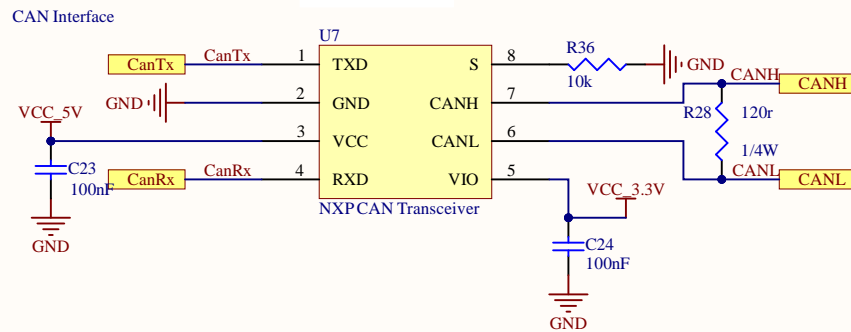 CAN Interface
U7
CanTx
CanTx
1
TXD
S
8
R36
10k
GND
GND
2
GND
CANH
7
CANH
CANH
VCC_5V
3
VCC
CANL
6
R28
120r
1/4W
C23
100nF
CanRx
CanRx
4
RXD
VIO
5
CANL
CANL
NXP CAN Transceiver
VCC_3.3V
GND
C24
100nF
GND